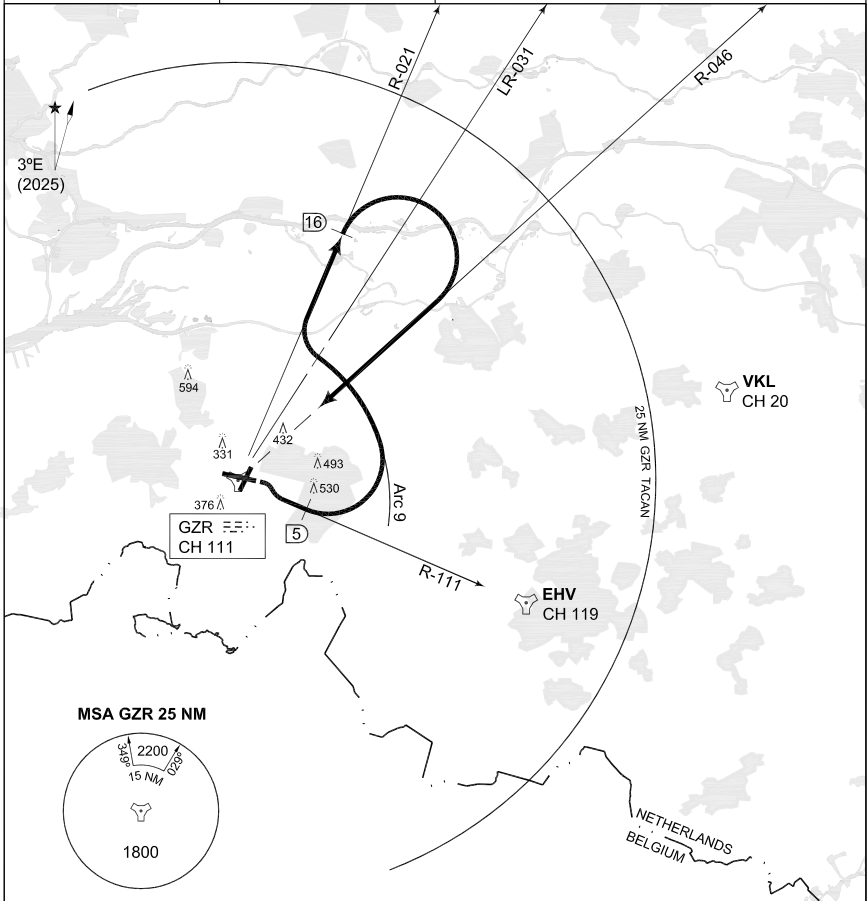 R-021
LR-031
R-046
3ºE
(2025)
16
594
331
432
493
530
376
GZR
CH 111
5
Arc 9
R-111
25 NM GZR TACAN
VKL
CH 20
EHV
CH 119
MSA GZR 25 NM
349º
2200
029º
15 NM
1800
NETHERLANDS
BELGIUM